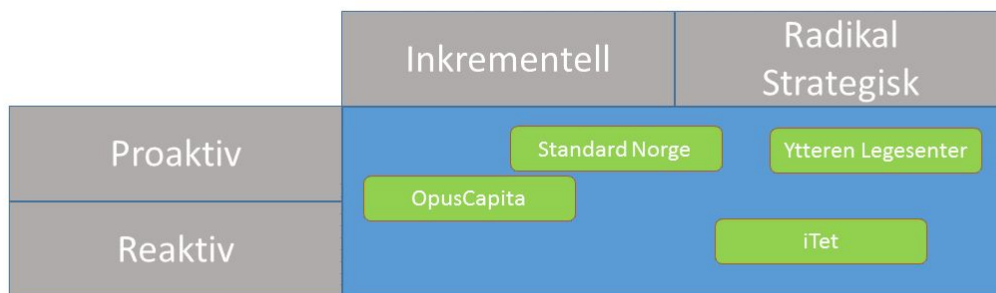 Inkrementell
Radikal
Strategisk
Proaktiv
Standard Norge
Ytteren Legesenter
OpusCapita
Reaktiv
iTet